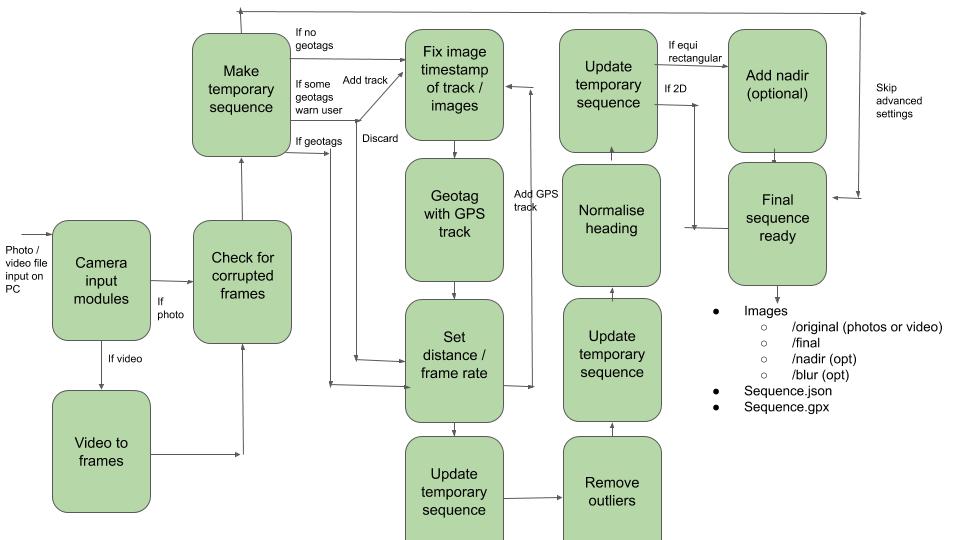 Photo /
video file
input on
PC
Camera
input
modules
If
photo
If video
Video to
frames
Check for
corrupted
frames
Make
temporary
sequence
If no
geotags
If some
geotags
warn user
If geotags
Add track
Discard
Fix image
timestamp
of track /
images
Geotag
with GPS
track
Add GPS
track
Set
distance /
frame rate
Update
temporary
sequence
Remove
outliers
Update
temporary
sequence
Normalise
heading
Update
temporary
sequence
If equi
rectangular
If 2D
Add nadir
(optional)
Skip
advanced
settings
Final
sequence
ready
● Images
○ /original (photos or video)
○ /final
○ /nadir (opt)
○ /blur (opt)
● Sequence.json
● Sequence.gpx